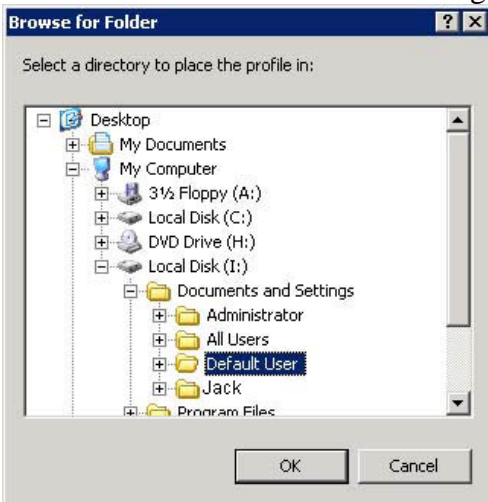 Browse for Folder
Select a directory to place the profile in:
Desktop
My Documents
My Computer
3½ Floppy (A:)
Local Disk (C:)
DVD Drive (H:)
Local Disk (I:)
Documents and Settings
Administrator
All Users
Default User
Jack
Program Files
OK Cancel